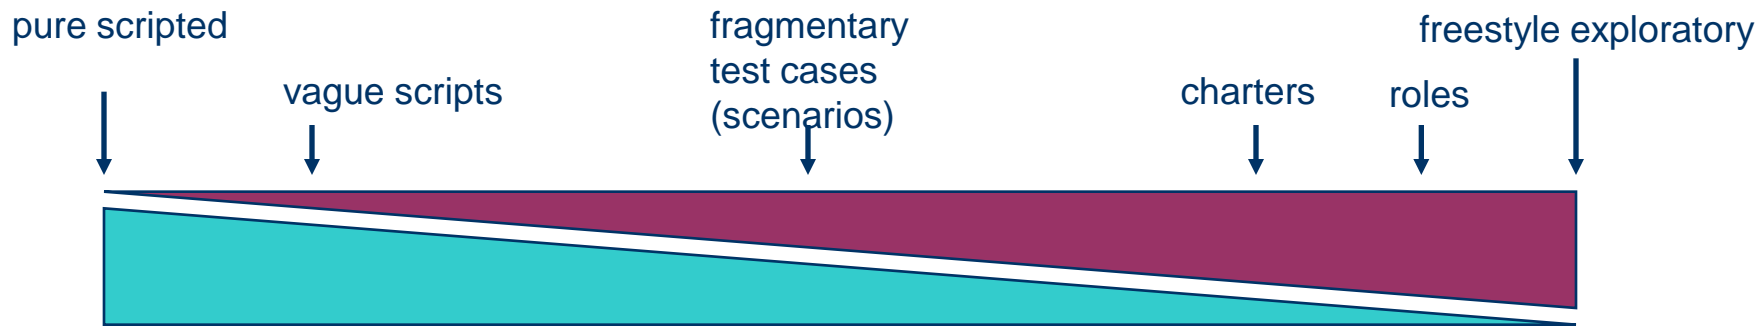 pure scripted
vague scripts
fragmentary
test cases
(scenarios)
charters
roles
freestyle exploratory